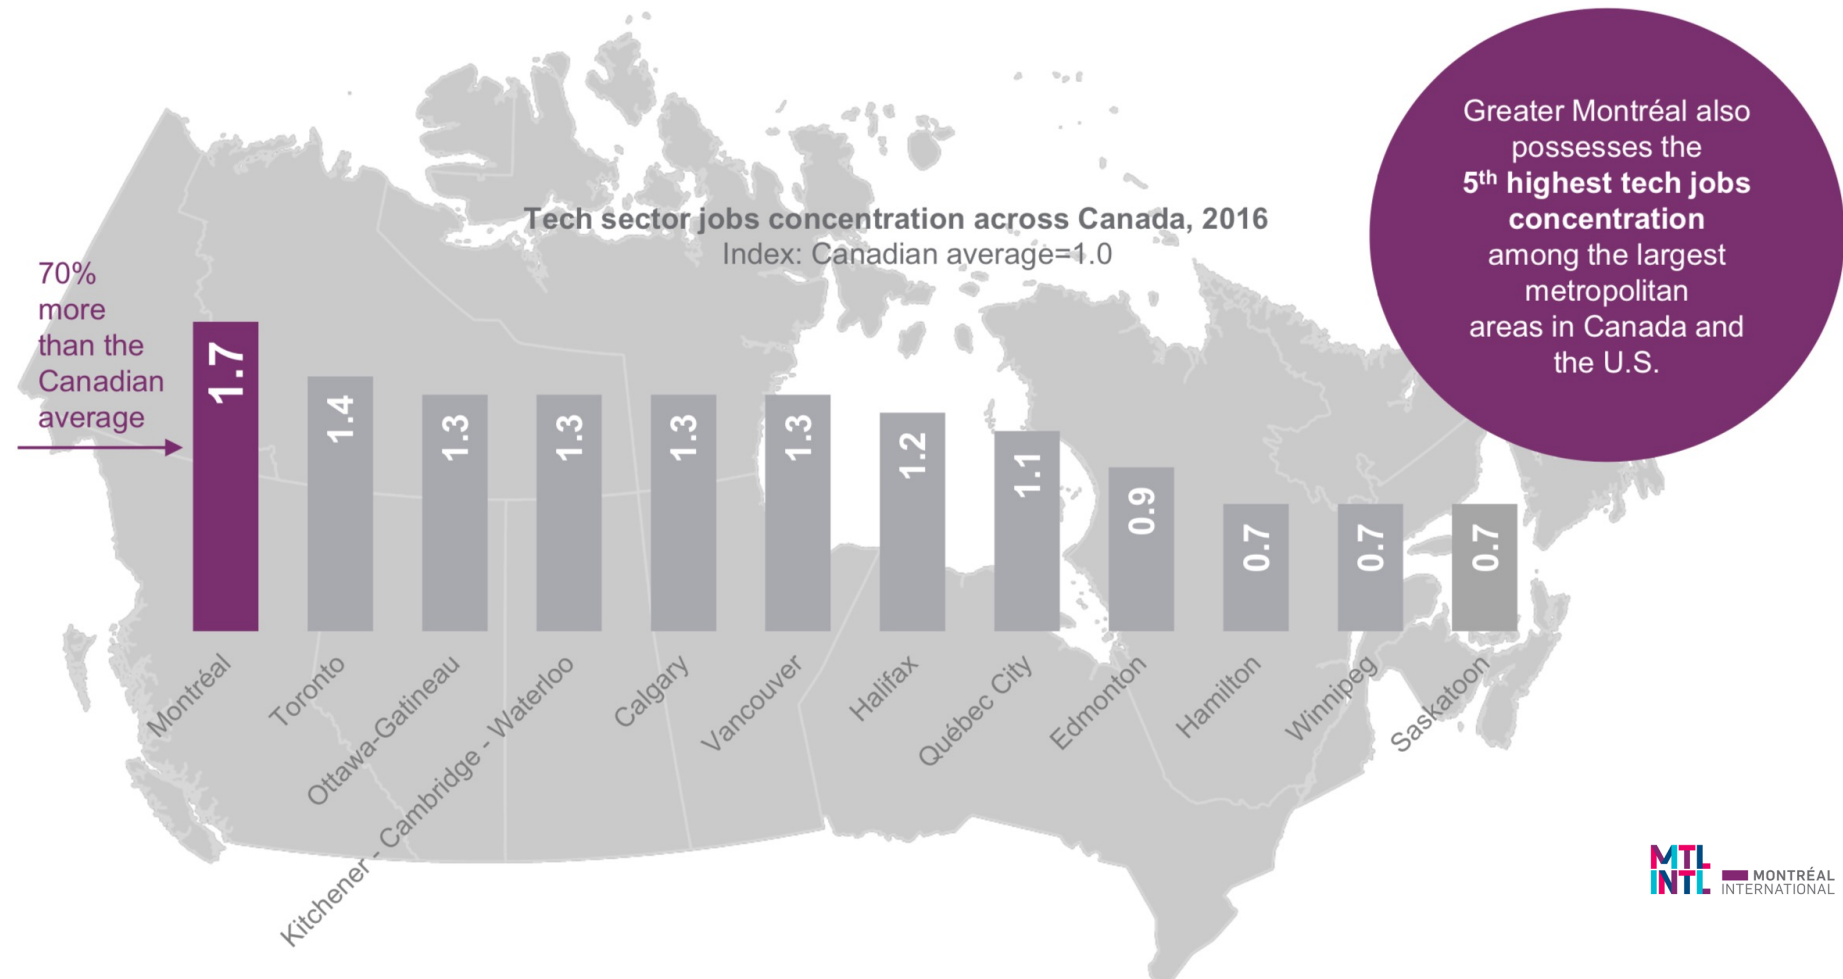 Greater Montréal also
possesses the
5th highest tech jobs
concentration
among the largest
metropolitan
areas in Canada and
the U.S.
Tech sector jobs concentration across Canada, 2016
Index: Canadian average=1.0
70%
more
than the
Canadian
average
1.7
1.4
1.3
1.3
1.3
1.3
1.2
1.1
0.9
0.7
0.7
0.7
Montréal
Toronto
Ottawa-Gatineau
Kitchener - Cambridge - Waterloo
Calgary
Vancouver
Halifax
Québec City
Edmonton
Hamilton
Winnipeg
Saskatoon
MTL
INTL
MONTRÉAL
INTERNATIONAL